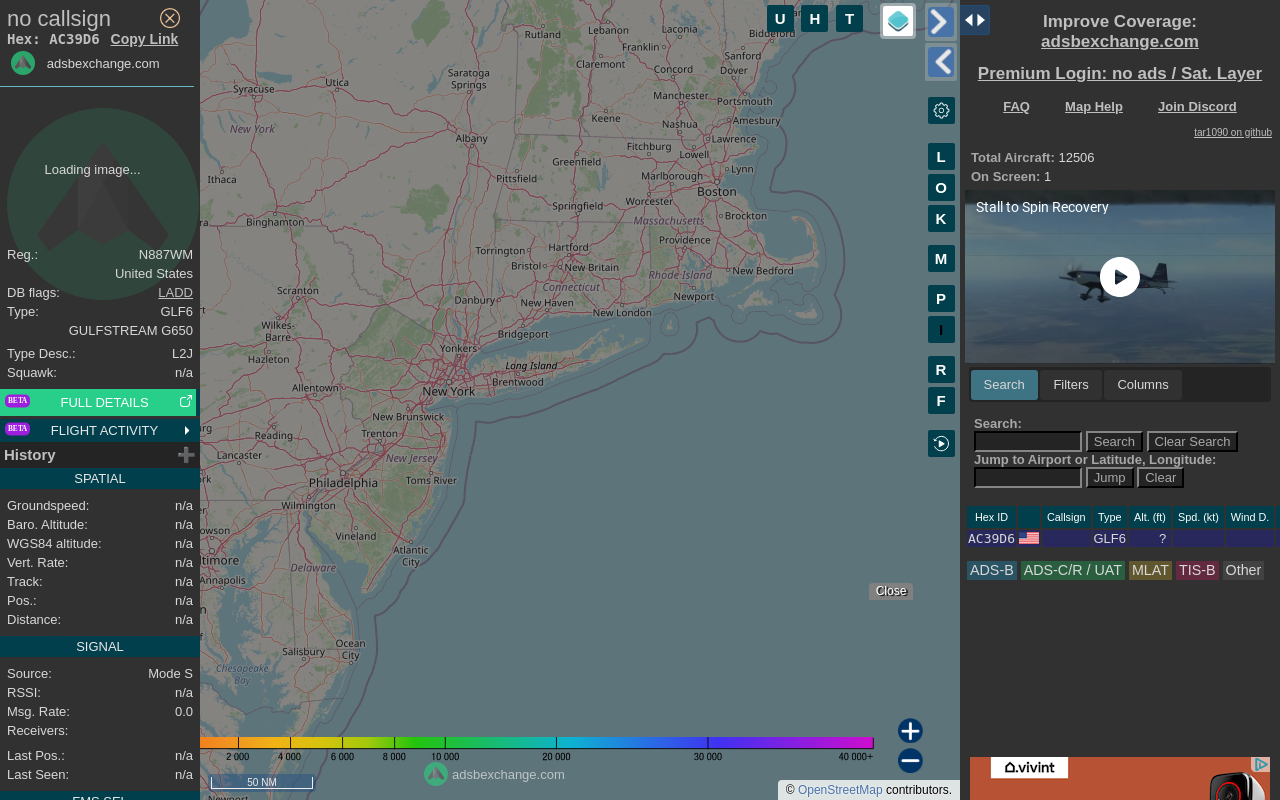 no callsign
Hex: AC39D6 Copy Link
adsbexchange.com
Loading image...
Reg.: N887WM
United States
DB flags: LADD
Type: GLF6
GULFSTREAM G650
Type Desc.: L2J
Squawk: n/a
BETA FULL DETAILS
BETA FLIGHT ACTIVITY
History
SPATIAL
Groundspeed: n/a
Baro. Altitude: n/a
WGS84 altitude: n/a
Vert. Rate: n/a
Track: n/a
Pos.: n/a
Distance: n/a
SIGNAL
Source: Mode S
RSSI: n/a
Msg. Rate: 0.0
Receivers:
Last Pos.: n/a
Last Seen: n/a
FMS SEL
U H T
L
O
K
M
P
I
R
F
Rutland
Lebanon
Laconia
Biddeford
Franklin
Sanford
Claremont
Dover
Concord
Utica
Saratoga
Springs
Syracuse
Manchester
Portsmouth
Keene
Nashua
Amesbury
New York
Albany
Lawrence
Fitchburg
Lowell
Greenfield
Lynn
Ithaca
Pittsfield
Marlborough
Boston
Springfield
Worcester
Massachusetts
Brockton
Binghamton
Torrington
Hartford
Providence
Bristol
New Britain
New Bedford
Rhode Island
Connecticut
Scranton
Danbury
New Haven
Newport
New London
Wilkes-
Barre
Bridgeport
Yonkers
Hazleton
Long Island
Brentwood
Allentown
New York
New Brunswick
Reading
Trenton
Lancaster
New Jersey
Philadelphia
Toms River
Wilmington
Vineland
Atlantic
City
Delaware
Annapolis
Ocean
City
Salisbury
Chesapeake
Bay
Newport
Close
2 000 4 000 6 000 8 000 10 000 20 000 30 000 40 000+
adsbexchange.com
50 NM
© OpenStreetMap contributors.
Improve Coverage:
adsbexchange.com
Premium Login: no ads / Sat. Layer
FAQ Map Help Join Discord
tar1090 on github
Total Aircraft: 12506
On Screen: 1
Stall to Spin Recovery
Search Filters Columns
Search:
Search Clear Search
Jump to Airport or Latitude, Longitude:
Jump Clear
Hex ID Callsign Type Alt. (ft) Spd. (kt) Wind D.
AC39D6 GLF6 ?
ADS-B ADS-C/R / UAT MLAT TIS-B Other
vivint